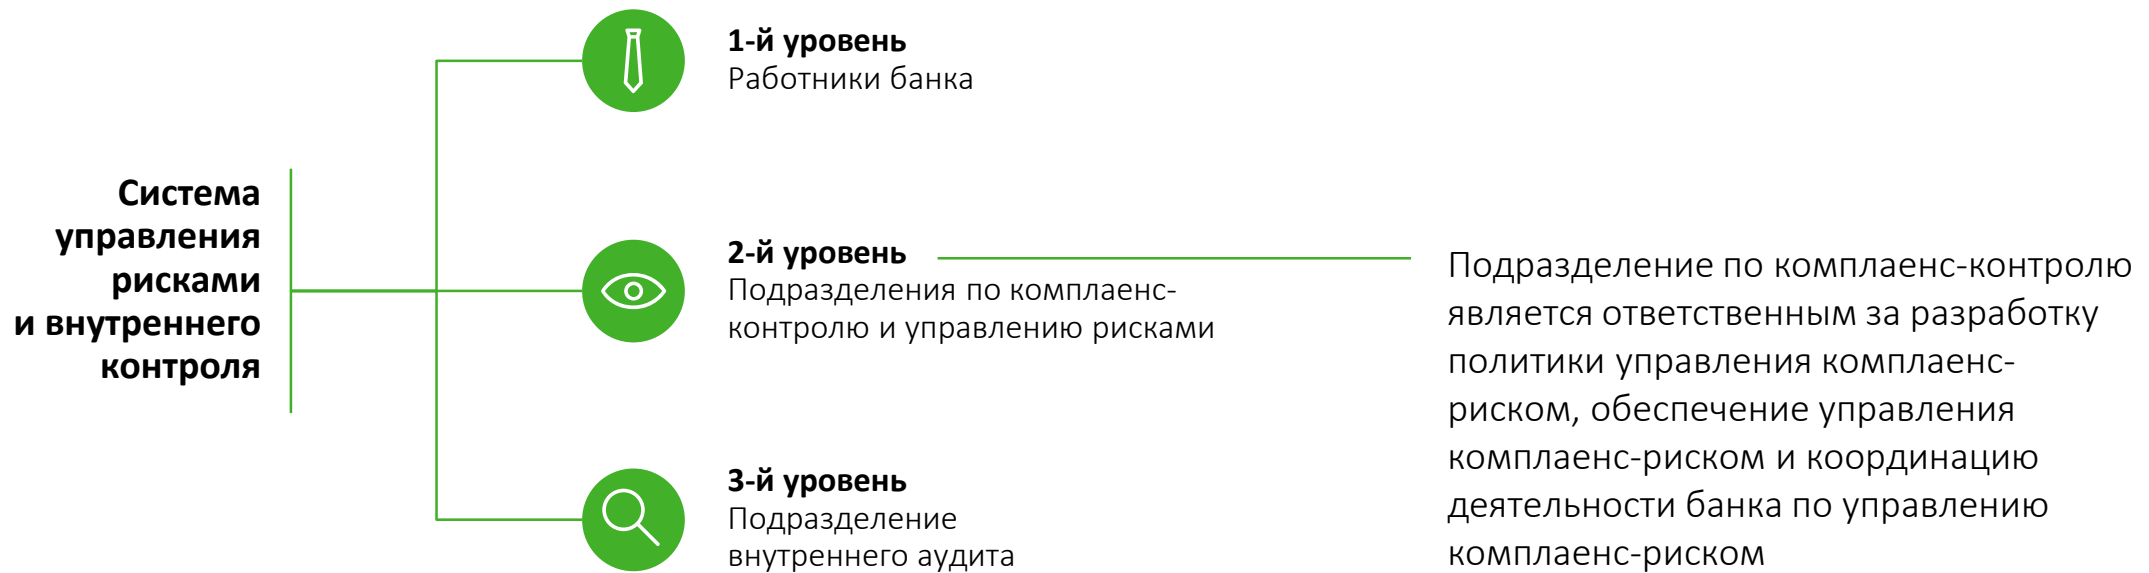 Система
управления
рисками
и внутреннего
контроля
1-й уровень
Работники банка
2-й уровень
Подразделения по комплаенс-
контролю и управлению рисками
3-й уровень
Подразделение
внутреннего аудита
Подразделение по комплаенс-контролю
является ответственным за разработку
политики управления комплаенс-
риском, обеспечение управления
комплаенс-риском и координацию
деятельности банка по управлению
комплаенс-риском